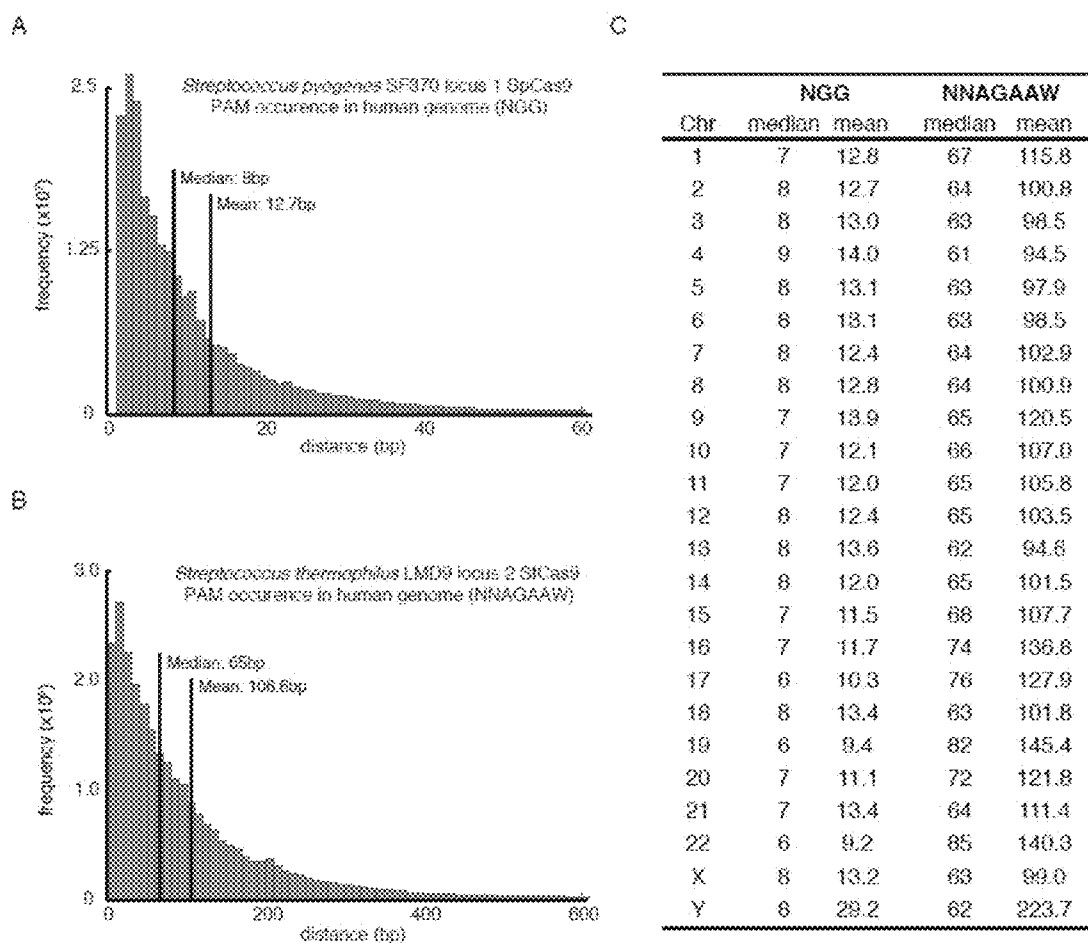 A
Streptococcus pyogenes SF370 locus 1 SpCas9
PAM occurence in human genome (NGG)
2.5
1.25
0
frequency (x10⁷)
Median: 8bp
Mean: 12.7bp
0 20 40 60
distance (bp)
B
Streptococcus thermophilus LMD9 locus 2 StCas9
PAM occurence in human genome (NNAGAAW)
3.0
2.0
1.0
0
frequency
Median: 65bp
Mean: 106.6bp
0 200 400 600
distance (bp)
C
NGG NNAGAAW
Chr median mean median mean
1 7 12.8 67 115.8
2 8 12.7 64 100.8
3 8 13.0 63 98.5
4 9 14.0 61 94.5
5 8 13.1 63 97.9
6 8 13.1 63 98.5
7 8 12.4 64 102.9
8 8 12.8 64 100.9
9 7 13.9 65 120.5
10 7 12.1 66 107.0
11 7 12.0 65 105.8
12 8 12.4 65 103.5
13 8 13.6 62 94.6
14 8 12.0 65 101.5
15 7 11.5 68 107.7
16 7 11.7 74 136.8
17 6 10.3 76 127.9
18 8 13.4 63 101.8
19 6 9.4 82 145.4
20 7 11.1 72 121.8
21 7 13.4 64 111.4
22 6 9.2 85 140.3
X 8 13.2 63 99.0
Y 6 29.2 62 223.7